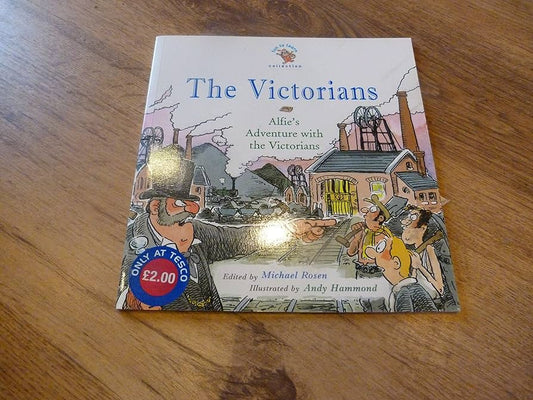 collection
The Victorians
Alfie's
Adventure with
the Victorians
ONLY AT TESCO
£2.00
Edited by Michael Rosen
Illustrated by Andy Hammond